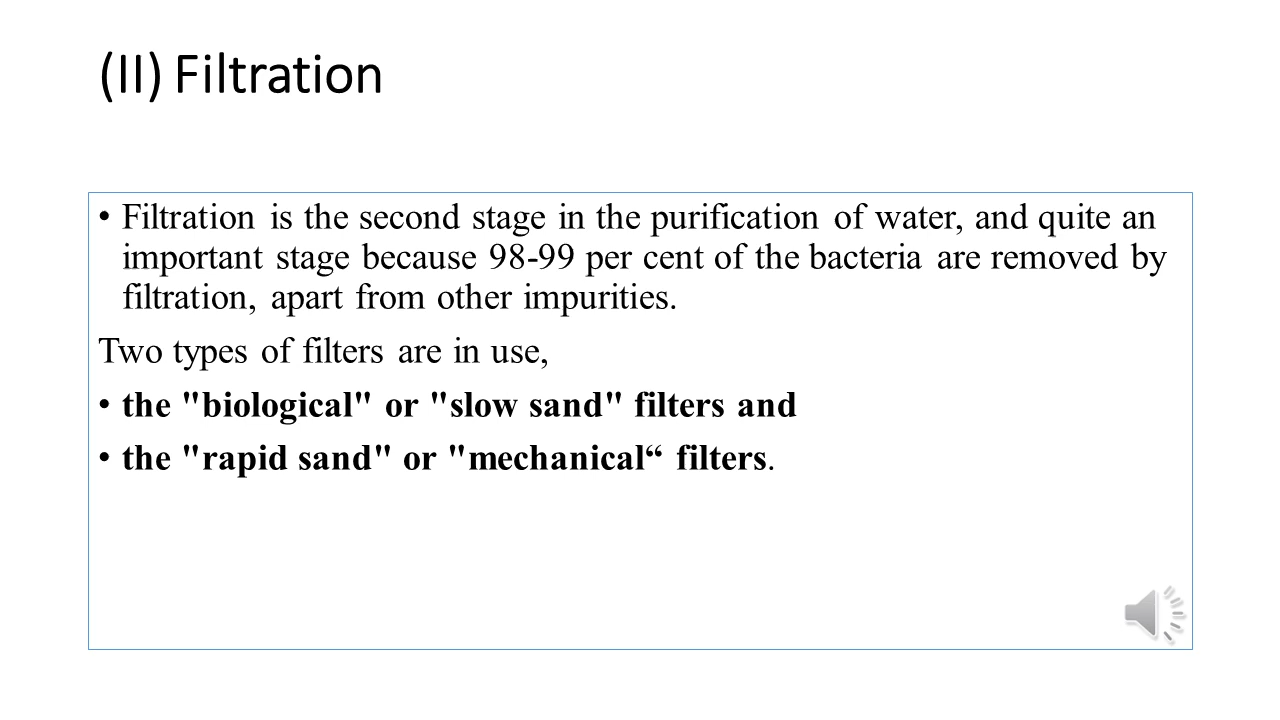 (II) Filtration
• Filtration is the second stage in the purification of water, and quite an
important stage because 98-99 per cent of the bacteria are removed by
filtration, apart from other impurities.
Two types of filters are in use,
• the "biological" or "slow sand" filters and
• the "rapid sand" or "mechanical“ filters.